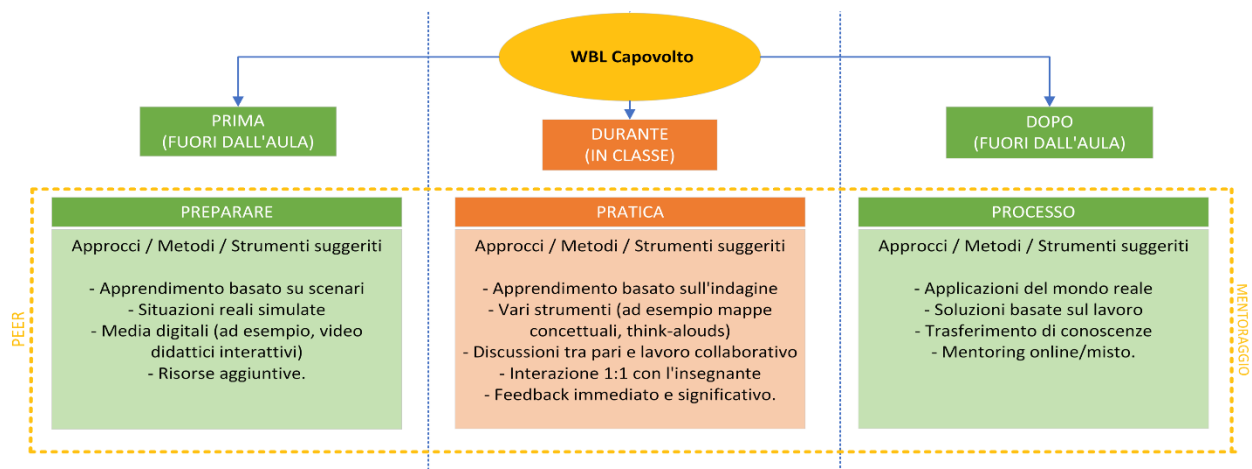 WBL Capovolto
PRIMA
(FUORI DALL'AULA)
DURANTE
(IN CLASSE)
DOPO
(FUORI DALL'AULA)
PREPARARE
Approcci / Metodi / Strumenti suggeriti
- Apprendimento basato su scenari
- Situazioni reali simulate
- Media digitali (ad esempio, video
didattici interattivi)
- Risorse aggiuntive.
PRATICA
Approcci / Metodi / Strumenti suggeriti
- Apprendimento basato sull'indagine
- Vari strumenti (ad esempio mappe
concettuali, think-alouds)
- Discussioni tra pari e lavoro collaborativo
- Interazione 1:1 con l'insegnante
- Feedback immediato e significativo.
PROCESSO
Approcci / Metodi / Strumenti suggeriti
- Applicazioni del mondo reale
- Soluzioni basate sul lavoro
- Trasferimento di conoscenze
- Mentoring online/misto.
PEER
MENTORAGGIO